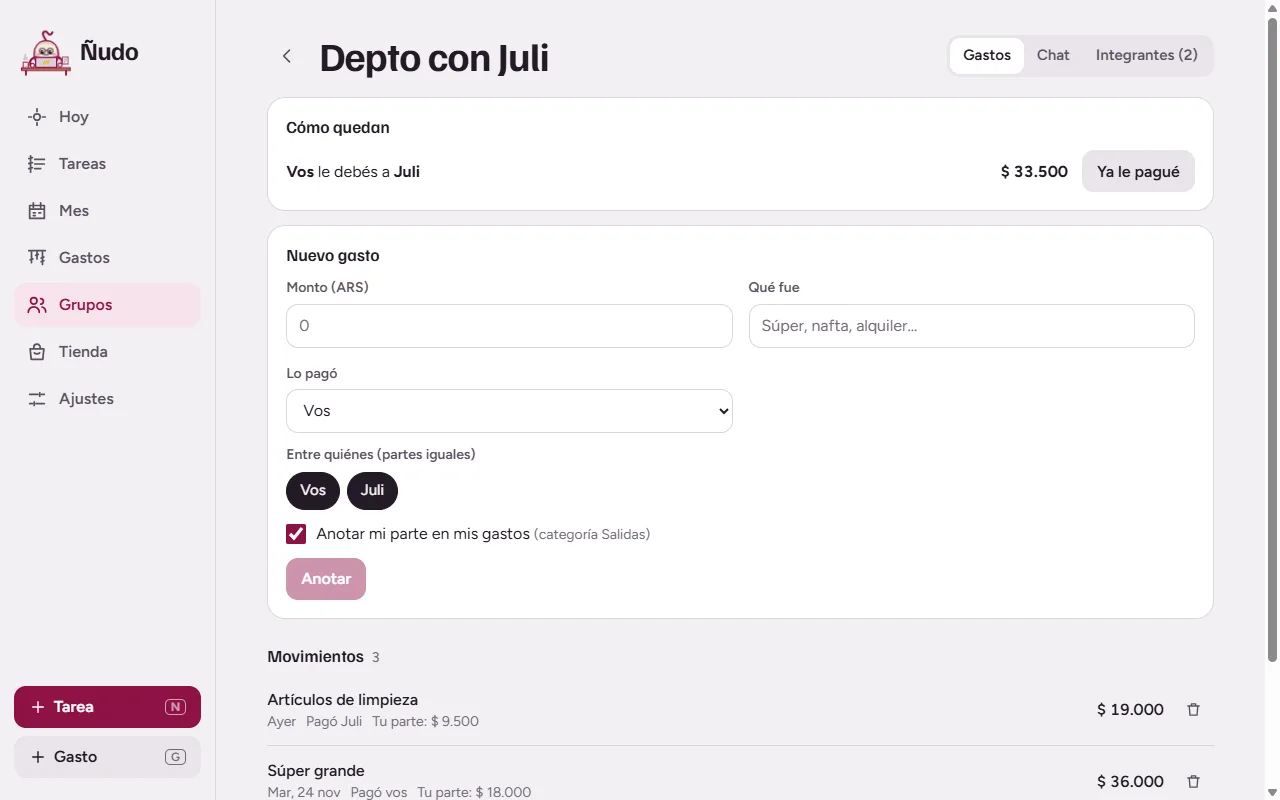 Ñudo
Hoy
Tareas
Mes
Gastos
Grupos
Tienda
Ajustes
+ Tarea N
+ Gasto G
Depto con Juli
Gastos Chat Integrantes (2)
Cómo quedan
Vos le debés a Juli $ 33.500 Ya le pagué
Nuevo gasto
Monto (ARS) Qué fue
0 Súper, nafta, alquiler...
Lo pagó
Vos
Entre quiénes (partes iguales)
Vos Juli
Anotar mi parte en mis gastos (categoría Salidas)
Anotar
Movimientos 3
Artículos de limpieza $ 19.000
Ayer Pagó Juli Tu parte: $ 9.500
Súper grande $ 36.000
Mar, 24 nov Pagó vos Tu parte: $ 18.000